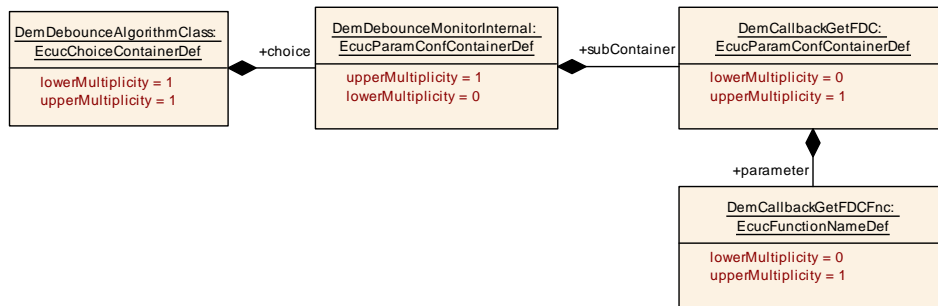 DemDebounceAlgorithmClass:
EcucChoiceContainerDef
lowerMultiplicity = 1
upperMultiplicity = 1
+choice
DemDebounceMonitorInternal:
EcucParamConfContainerDef
upperMultiplicity = 1
lowerMultiplicity = 0
+subContainer
DemCallbackGetFDC:
EcucParamConfContainerDef
lowerMultiplicity = 0
upperMultiplicity = 1
+parameter
DemCallbackGetFDCFnc:
EcucFunctionNameDef
lowerMultiplicity = 0
upperMultiplicity = 1